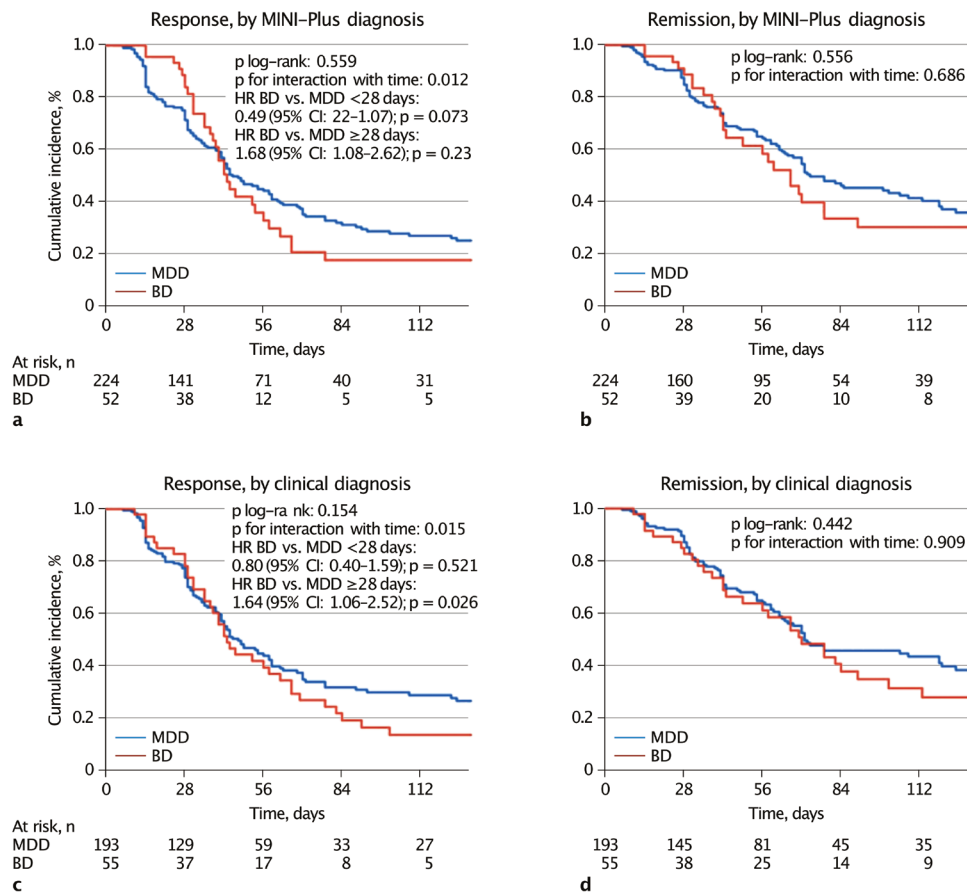 Response, by MINI–Plus diagnosis
1.0
0.8
0.6
0.4
0.2
0
Cumulative incidence, %
p log–rank: 0.559
p for interaction with time: 0.012
HR BD vs. MDD <28 days:
0.49 (95% CI: 22–1.07); p = 0.073
HR BD vs. MDD ≥28 days:
1.68 (95% CI: 1.08–2.62); p = 0.23
MDD
BD
0 28 56 84 112
Time, days
At risk, n
MDD 224 141 71 40 31
BD 52 38 12 5 5
a
Remission, by MINI–Plus diagnosis
1.0
0.8
0.6
0.4
0.2
0
p log–rank: 0.556
p for interaction with time: 0.686
MDD
BD
0 28 56 84 112
Time, days
224 160 95 54 39
52 39 20 10 8
b
Response, by clinical diagnosis
1.0
0.8
0.6
0.4
0.2
0
Cumulative incidence, %
p log–ra nk: 0.154
p for interaction with time: 0.015
HR BD vs. MDD <28 days:
0.80 (95% CI: 0.40–1.59); p = 0.521
HR BD vs. MDD ≥28 days:
1.64 (95% CI: 1.06–2.52); p = 0.026
MDD
BD
0 28 56 84 112
Time, days
At risk, n
MDD 193 129 59 33 27
BD 55 37 17 8 5
c
Remission, by clinical diagnosis
1.0
0.8
0.6
0.4
0.2
0
p log–rank: 0.442
p for interaction with time: 0.909
MDD
BD
0 28 56 84 112
Time, days
193 145 81 45 35
55 38 25 14 9
d